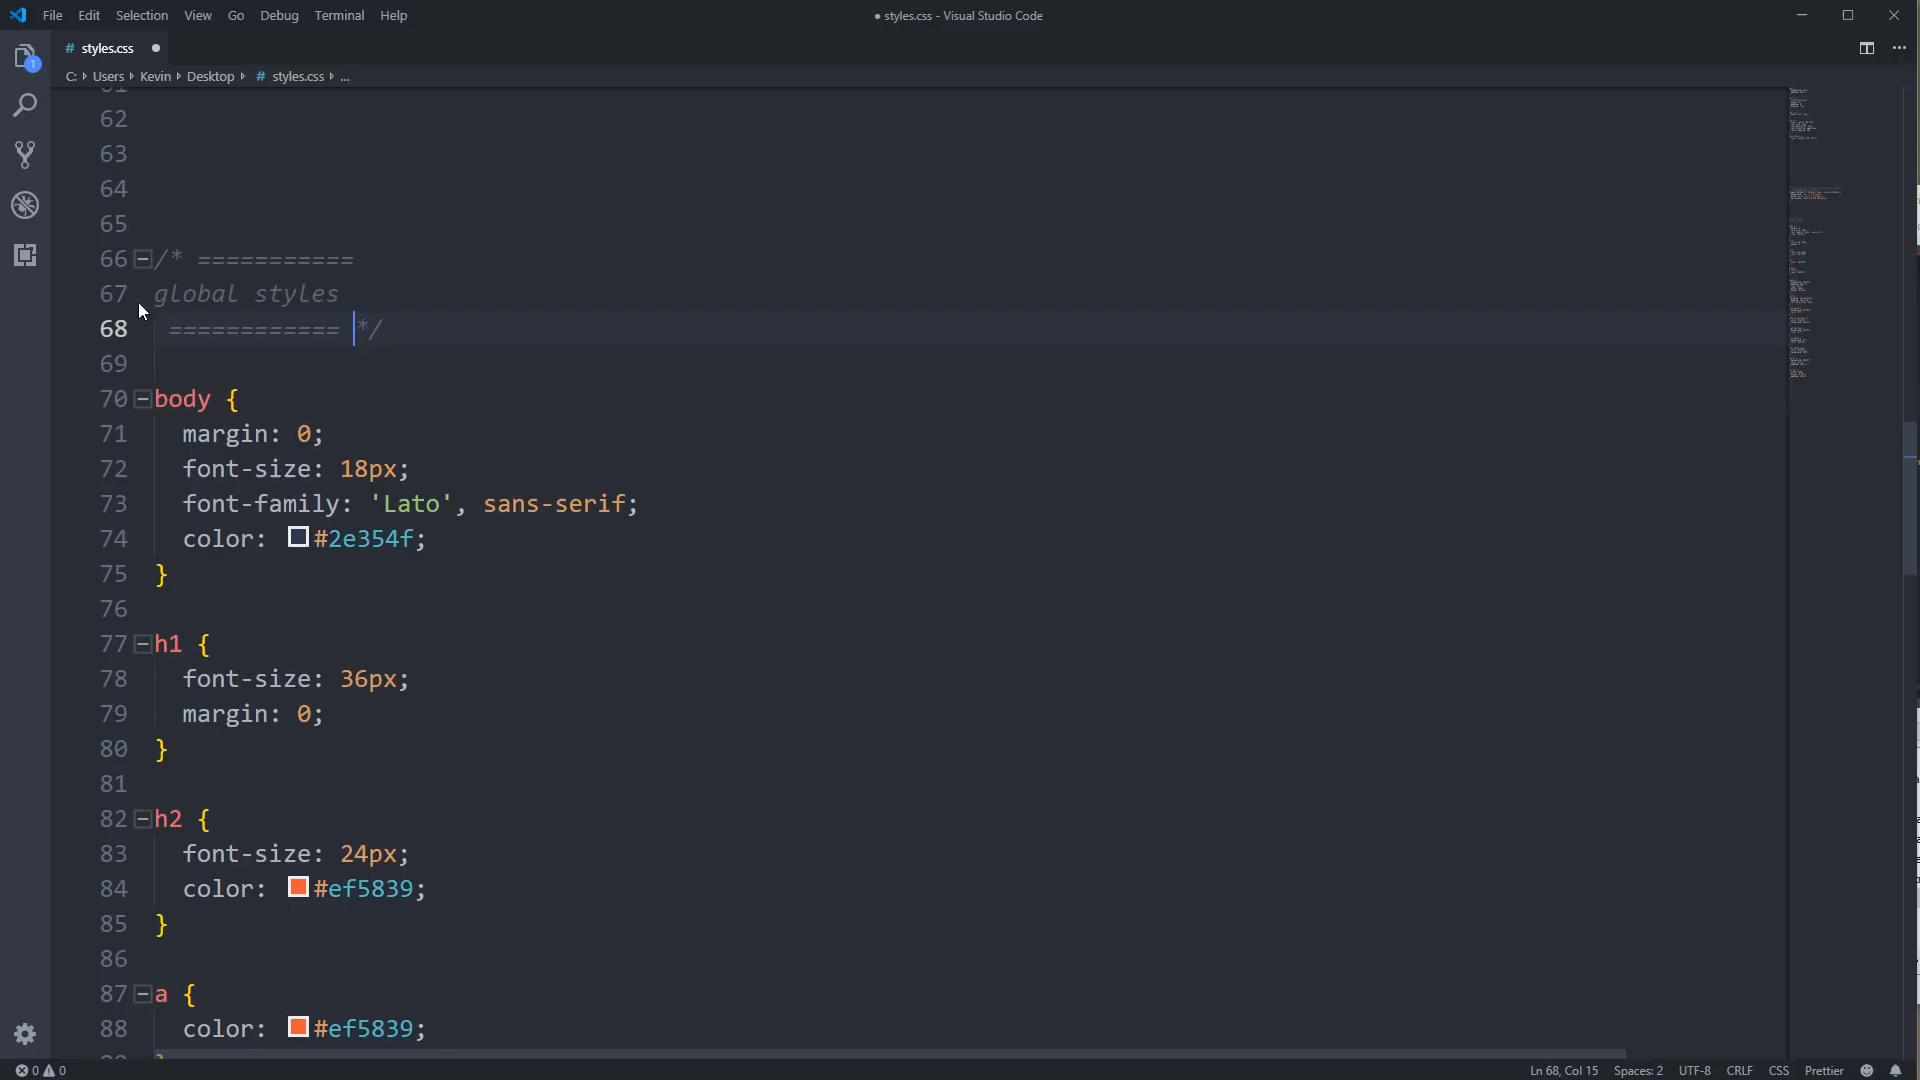 File Edit Selection View Go Debug Terminal Help
● styles.css - Visual Studio Code
# styles.css ●
C: Users Kevin Desktop # styles.css ...
1
62
63
64
65
66 /* ===========
67 global styles
68 ============ */
69
70 body {
71 margin: 0;
72 font-size: 18px;
73 font-family: 'Lato', sans-serif;
74 color: #2e354f;
75 }
76
77 h1 {
78 font-size: 36px;
79 margin: 0;
80 }
81
82 h2 {
83 font-size: 24px;
84 color: #ef5839;
85 }
86
87 a {
88 color: #ef5839;
0 0 Ln 68, Col 15 Spaces: 2 UTF-8 CRLF CSS Prettier